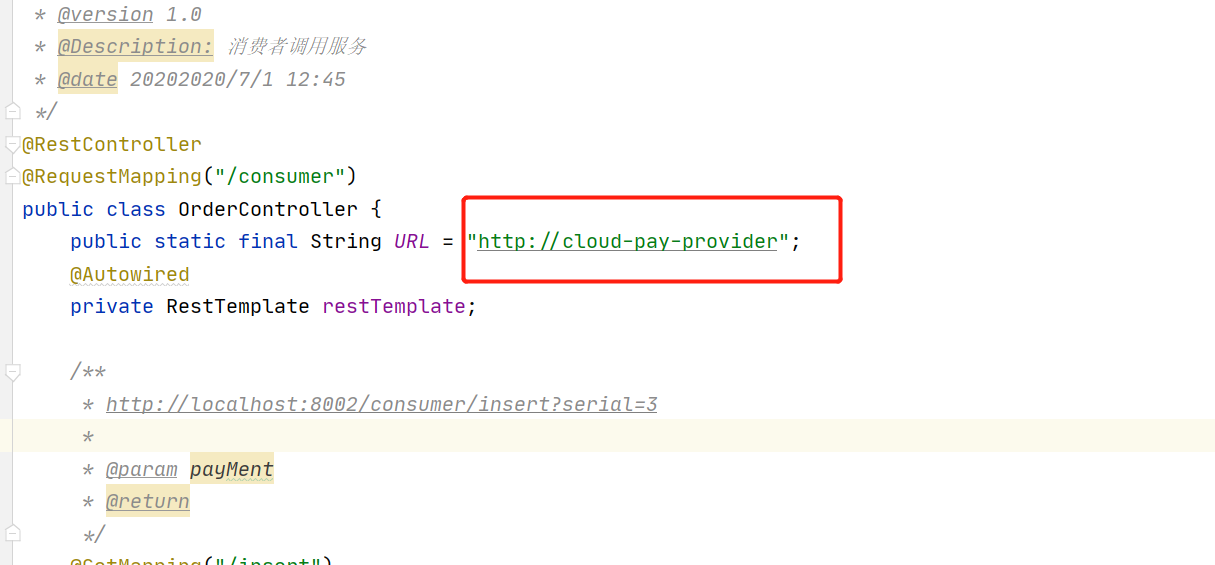 * @version 1.0
* @Description: 消费者调用服务
* @date 20202020/7/1 12:45
*/
@RestController
@RequestMapping("/consumer")
public class OrderController {
public static final String URL = "http://cloud-pay-provider";
@Autowired
private RestTemplate restTemplate;
/**
* http://localhost:8002/consumer/insert?serial=3
*
* @param payMent
* @return
*/
@GetMapping("/insert")